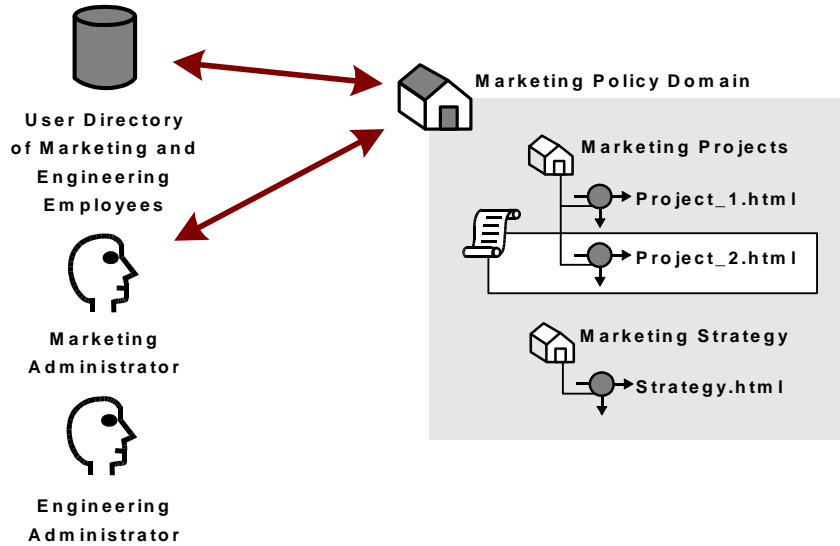 User Directory
of Marketing and
Engineering
Employees
Marketing
Administrator
Engineering
Administrator
Marketing Policy Domain
Marketing Projects
Project_1.html
Project_2.html
Marketing Strategy
Strategy.html